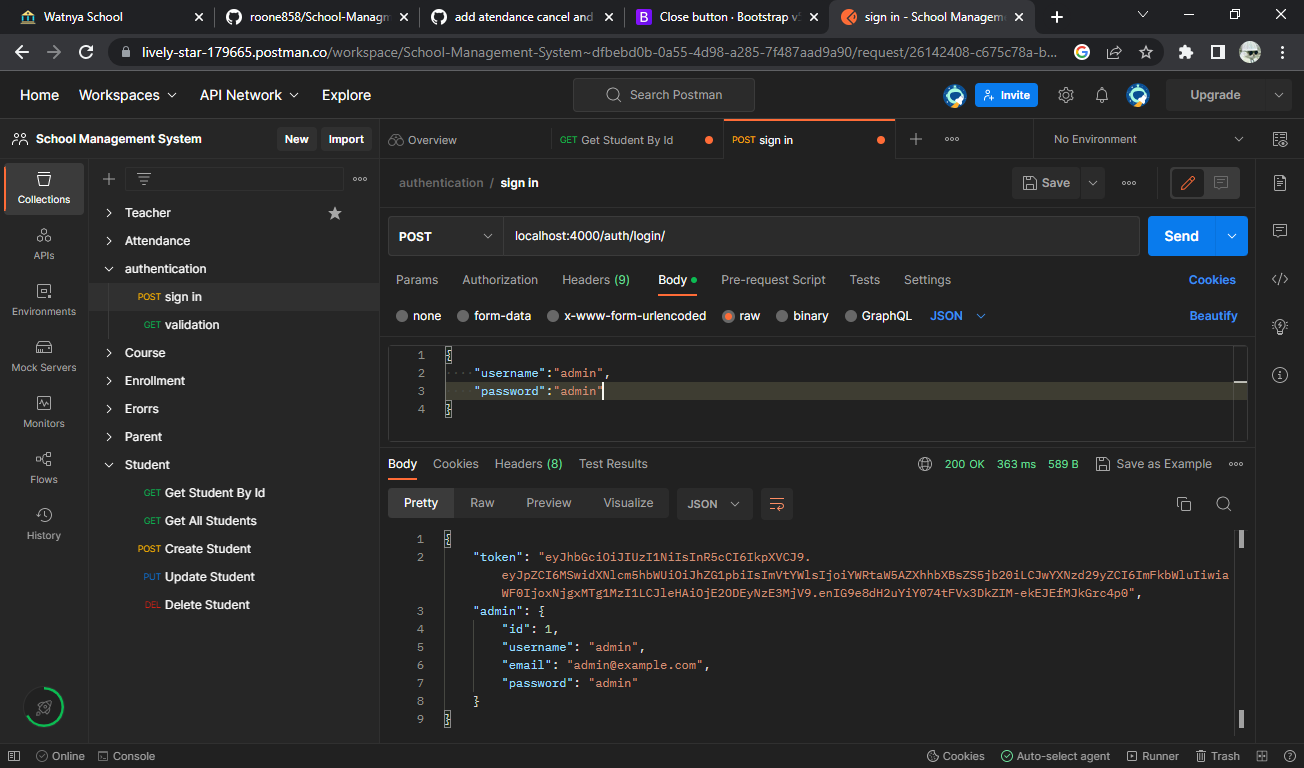 Watnya School
roone858/School-Managm
add atendance cancel and
Close button · Bootstrap v5
sign in - School Manageme
lively-star-179665.postman.co/workspace/School-Management-System~dfbebd0b-0a55-4d98-a285-7f487aad9a90/request/26142408-c675c78a-b...
Home Workspaces API Network Explore Search Postman Invite Upgrade
School Management System New Import
Overview GET Get Student By Id POST sign in No Environment
Collections
APIs
Environments
Mock Servers
Monitors
Flows
History
Teacher
Attendance
authentication
POST sign in
GET validation
Course
Enrollment
Erorrs
Parent
Student
GET Get Student By Id
GET Get All Students
POST Create Student
PUT Update Student
DEL Delete Student
authentication / sign in Save
POST localhost:4000/auth/login/ Send
Params Authorization Headers (9) Body Pre-request Script Tests Settings Cookies
none form-data x-www-form-urlencoded raw binary GraphQL JSON Beautify
1 {
2 "username":"admin",
3 "password":"admin"
4 }
Body Cookies Headers (8) Test Results 200 OK 363 ms 589 B Save as Example
Pretty Raw Preview Visualize JSON
1 {
2 "token": "eyJhbGciOiJIUzI1NiIsInR5cCI6IkpXVCJ9.
eyJpZCI6MSwidXNlcm5hbWUiOiJhZG1pbiIsImVtYWlsIjoiYWRtaW5AZXhhbXBsZS5jb20iLCJwYXNzd29yZCI6ImFkbWluIiwia
WF0IjoxNjgxMTg1MzI1LCJleHAiOjE2ODEyNzE3MjV9.enIG9e8dH2uYiY074tFVx3DkZIM-ekEJEfMJkGrc4p0",
3 "admin": {
4 "id": 1,
5 "username": "admin",
6 "email": "admin@example.com",
7 "password": "admin"
8 }
9 }
Online Console Cookies Auto-select agent Runner Trash